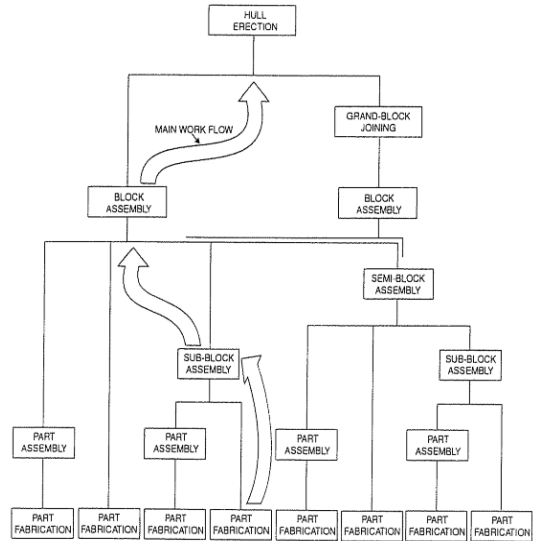 HULL
ERECTION
MAIN WORK FLOW
GRAND-BLOCK
JOINING
BLOCK
ASSEMBLY
BLOCK
ASSEMBLY
SEMI-BLOCK
ASSEMBLY
SUB-BLOCK
ASSEMBLY
SUB-BLOCK
ASSEMBLY
PART
ASSEMBLY
PART
ASSEMBLY
PART
ASSEMBLY
PART
ASSEMBLY
PART
FABRICATION
PART
FABRICATION
PART
FABRICATION
PART
FABRICATION
PART
FABRICATION
PART
FABRICATION
PART
FABRICATION
PART
FABRICATION